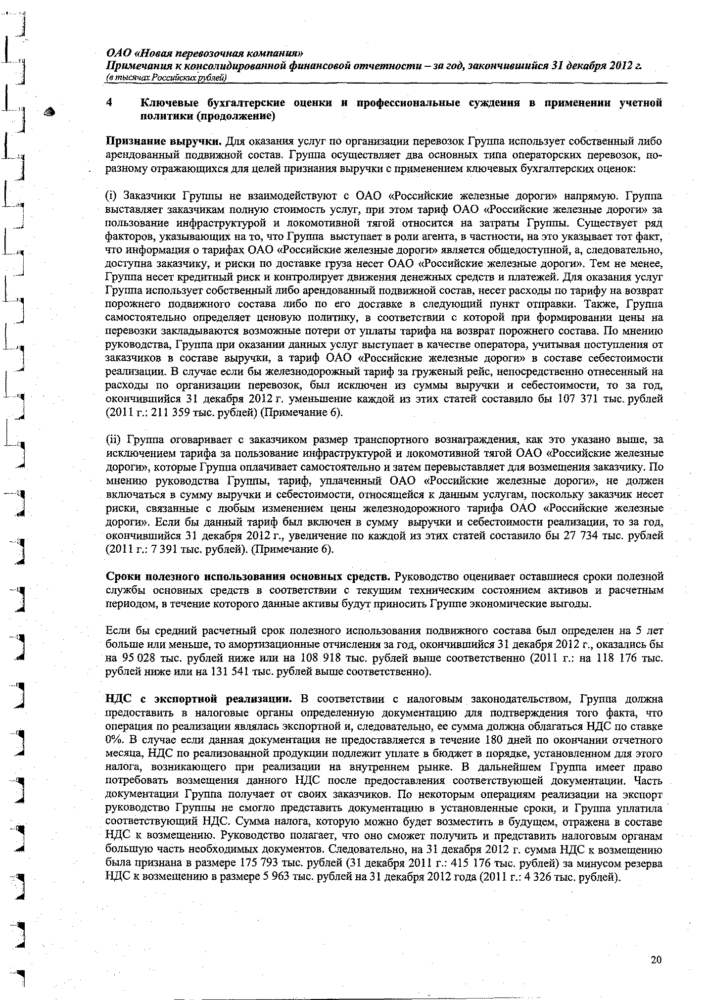 ОАО «Новая перевозочная компания»
Примечания к консолидированной финансовой отчетности – за год, закончившийся 31 декабря 2012 г.
(в тысячах Российских рублей)
4 Ключевые бухгалтерские оценки и профессиональные суждения в применении учетной
политики (продолжение)
Признание выручки. Для оказания услуг по организации перевозок Группа использует собственный либо
арендованный подвижной состав. Группа осуществляет два основных типа операторских перевозок, по-
разному отражающихся для целей признания выручки с применением ключевых бухгалтерских оценок:
(i) Заказчики Группы не взаимодействуют с ОАО «Российские железные дороги» напрямую. Группа
выставляет заказчикам полную стоимость услуг, при этом тариф ОАО «Российские железные дороги» за
пользование инфраструктурой и локомотивной тягой относится на затраты Группы. Существует ряд
факторов, указывающих на то, что Группа выступает в роли агента, в частности, на это указывает тот факт,
что информация о тарифах ОАО «Российские железные дороги» является общедоступной, а, следовательно,
доступна заказчику, и риски по доставке груза несет ОАО «Российские железные дороги». Тем не менее,
Группа несет кредитный риск и контролирует движения денежных средств и платежей. Для оказания услуг
Группа использует собственный либо арендованный подвижной состав, несет расходы по тарифу на возврат
порожнего подвижного состава либо по его доставке в следующий пункт отправки. Также, Группа
самостоятельно определяет ценовую политику, в соответствии с которой при формировании цены на
перевозки закладываются возможные потери от уплаты тарифа на возврат порожнего состава. По мнению
руководства, Группа при оказании данных услуг выступает в качестве оператора, учитывая поступления от
заказчиков в составе выручки, а тариф ОАО «Российские железные дороги» в составе себестоимости
реализации. В случае если бы железнодорожный тариф за груженый рейс, непосредственно отнесенный на
расходы по организации перевозок, был исключен из суммы выручки и себестоимости, то за год,
окончившийся 31 декабря 2012 г. уменьшение каждой из этих статей составило бы 107 371 тыс. рублей
(2011 г.: 211 359 тыс. рублей) (Примечание 6).
(ii) Группа оговаривает с заказчиком размер транспортного вознаграждения, как это указано выше, за
исключением тарифа за пользование инфраструктурой и локомотивной тягой ОАО «Российские железные
дороги», которые Группа оплачивает самостоятельно и затем перевыставляет для возмещения заказчику. По
мнению руководства Группы, тариф, уплаченный ОАО «Российские железные дороги», не должен
включаться в сумму выручки и себестоимости, относящейся к данным услугам, поскольку заказчик несет
риски, связанные с любым изменением цены железнодорожного тарифа ОАО «Российские железные
дороги». Если бы данный тариф был включен в сумму выручки и себестоимости реализации, то за год,
окончившийся 31 декабря 2012 г., увеличение по каждой из этих статей составило бы 27 734 тыс. рублей
(2011 г.: 7 391 тыс. рублей). (Примечание 6).
Сроки полезного использования основных средств. Руководство оценивает оставшиеся сроки полезной
службы основных средств в соответствии с текущим техническим состоянием активов и расчетным
периодом, в течение которого данные активы будут приносить Группе экономические выгоды.
Если бы средний расчетный срок полезного использования подвижного состава был определен на 5 лет
больше или меньше, то амортизационные отчисления за год, окончившийся 31 декабря 2012 г., оказались бы
на 95 028 тыс. рублей ниже или на 108 918 тыс. рублей выше соответственно (2011 г.: на 118 176 тыс.
рублей ниже или на 131 541 тыс. рублей выше соответственно).
НДС с экспортной реализации. В соответствии с налоговым законодательством, Группа должна
предоставить в налоговые органы определенную документацию для подтверждения того факта, что
операция по реализации являлась экспортной и, следовательно, ее сумма должна облагаться НДС по ставке
0%. В случае если данная документация не предоставляется в течение 180 дней по окончании отчетного
месяца, НДС по реализованной продукции подлежит уплате в бюджет в порядке, установленном для этого
налога, возникающего при реализации на внутреннем рынке. В дальнейшем Группа имеет право
потребовать возмещения данного НДС после предоставления соответствующей документации. Часть
документации Группа получает от своих заказчиков. По некоторым операциям реализации на экспорт
руководство Группы не смогло представить документацию в установленные сроки, и Группа уплатила
соответствующий НДС. Сумма налога, которую можно будет возместить в будущем, отражена в составе
НДС к возмещению. Руководство полагает, что оно сможет получить и представить налоговым органам
большую часть необходимых документов. Следовательно, на 31 декабря 2012 г. сумма НДС к возмещению
была признана в размере 175 793 тыс. рублей (31 декабря 2011 г.: 415 176 тыс. рублей) за минусом резерва
НДС к возмещению в размере 5 963 тыс. рублей на 31 декабря 2012 года (2011 г.: 4 326 тыс. рублей).
20